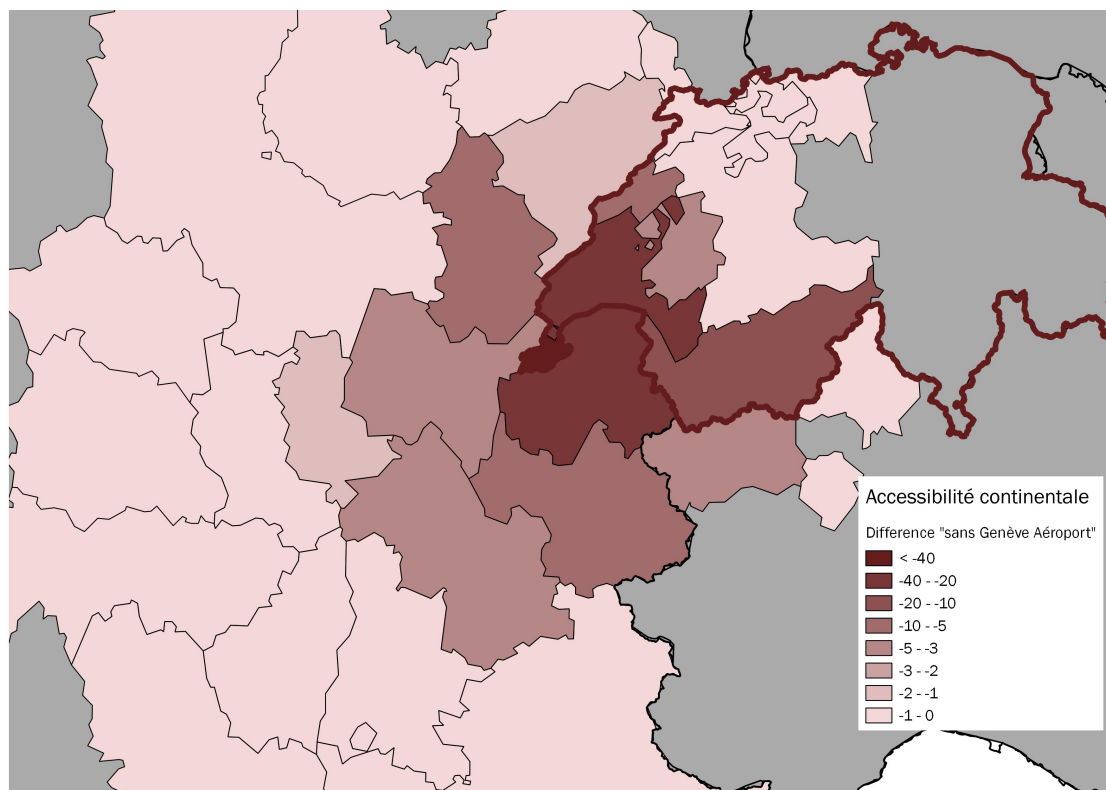 Accessibilité continentale
Difference "sans Genève Aéroport"
< -40
-40 - -20
-20 - -10
-10 - -5
-5 - -3
-3 - -2
-2 - -1
-1 - 0